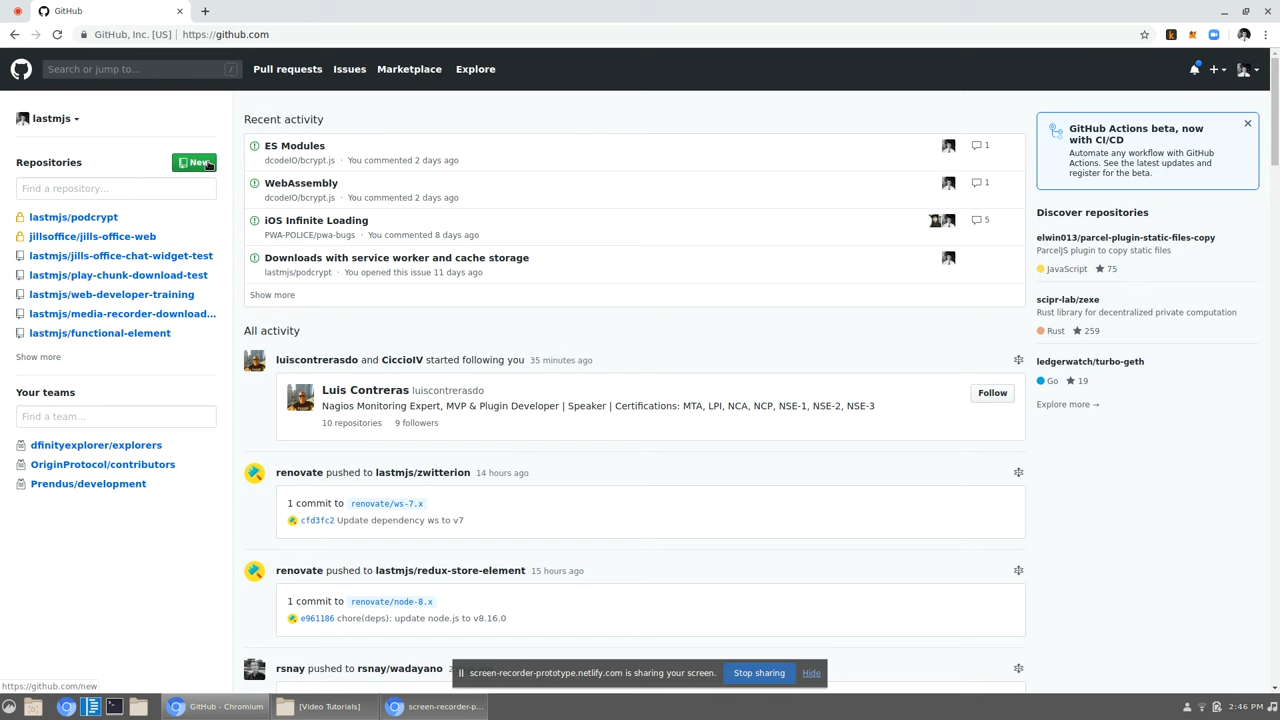 GitHub
GitHub, Inc. [US] | https://github.com
Search or jump to...
/
Pull requests
Issues
Marketplace
Explore
lastmjs
Repositories
New
Find a repository...
lastmjs/podcrypt
jillsoffice/jills-office-web
lastmjs/jills-office-chat-widget-test
lastmjs/play-chunk-download-test
lastmjs/web-developer-training
lastmjs/media-recorder-download...
lastmjs/functional-element
Show more
Your teams
Find a team...
dfinityexplorer/explorers
OriginProtocol/contributors
Prendus/development
Recent activity
ES Modules
1
dcodeIO/bcrypt.js · You commented 2 days ago
WebAssembly
1
dcodeIO/bcrypt.js · You commented 2 days ago
iOS Infinite Loading
5
PWA-POLICE/pwa-bugs · You commented 8 days ago
Downloads with service worker and cache storage
lastmjs/podcrypt · You opened this issue 11 days ago
Show more
All activity
luiscontrerasdo and CiccioIV started following you 35 minutes ago
Luis Contreras luiscontrerasdo
Follow
Nagios Monitoring Expert, MVP & Plugin Developer | Speaker | Certifications: MTA, LPI, NCA, NCP, NSE-1, NSE-2, NSE-3
10 repositories 9 followers
renovate pushed to lastmjs/zwitterion 14 hours ago
1 commit to renovate/ws-7.x
cfd3fc2 Update dependency ws to v7
renovate pushed to lastmjs/redux-store-element 15 hours ago
1 commit to renovate/node-8.x
e961186 chore(deps): update node.js to v8.16.0
rsnay pushed to rsnay/wadayano
GitHub Actions beta, now
with CI/CD
Automate any workflow with GitHub
Actions. See the latest updates and
register for the beta.
Discover repositories
elwin013/parcel-plugin-static-files-copy
ParcelJS plugin to copy static files
JavaScript 75
scipr-lab/zexe
Rust library for decentralized private computation
Rust 259
ledgerwatch/turbo-geth
Go 19
Explore more →
screen-recorder-prototype.netlify.com is sharing your screen.
Stop sharing
Hide
https://github.com/new
GitHub - Chromium
[Video Tutorials]
screen-recorder-p...
2:46 PM